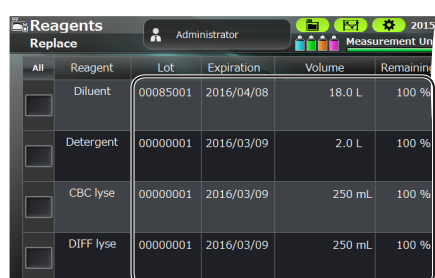 Reagents
Administrator
2015
Replace
Measurement Un
All Reagent Lot Expiration Volume Remaining
Diluent 00085001 2016/04/08 18.0 L 100 %
Detergent 00000001 2016/03/09 2.0 L 100 %
CBC lyse 00000001 2016/03/09 250 mL 100 %
DIFF lyse 00000001 2016/03/09 250 mL 100 %